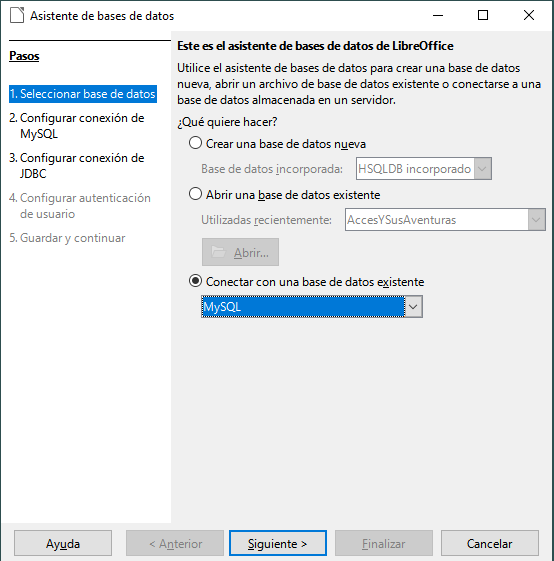 Asistente de bases de datos
Pasos
1. Seleccionar base de datos
2. Configurar conexión de
MySQL
3. Configurar conexión de
JDBC
4. Configurar autenticación
de usuario
5. Guardar y continuar
Este es el asistente de bases de datos de LibreOffice
Utilice el asistente de bases de datos para crear una base de datos
nueva, abrir un archivo de base de datos existente o conectarse a una
base de datos almacenada en un servidor.
¿Qué quiere hacer?
Crear una base de datos nueva
Base de datos incorporada: HSQLDB incorporado
Abrir una base de datos existente
Utilizadas recientemente: AccesYSusAventuras
Abrir...
Conectar con una base de datos existente
MySQL
Ayuda < Anterior Siguiente > Finalizar Cancelar